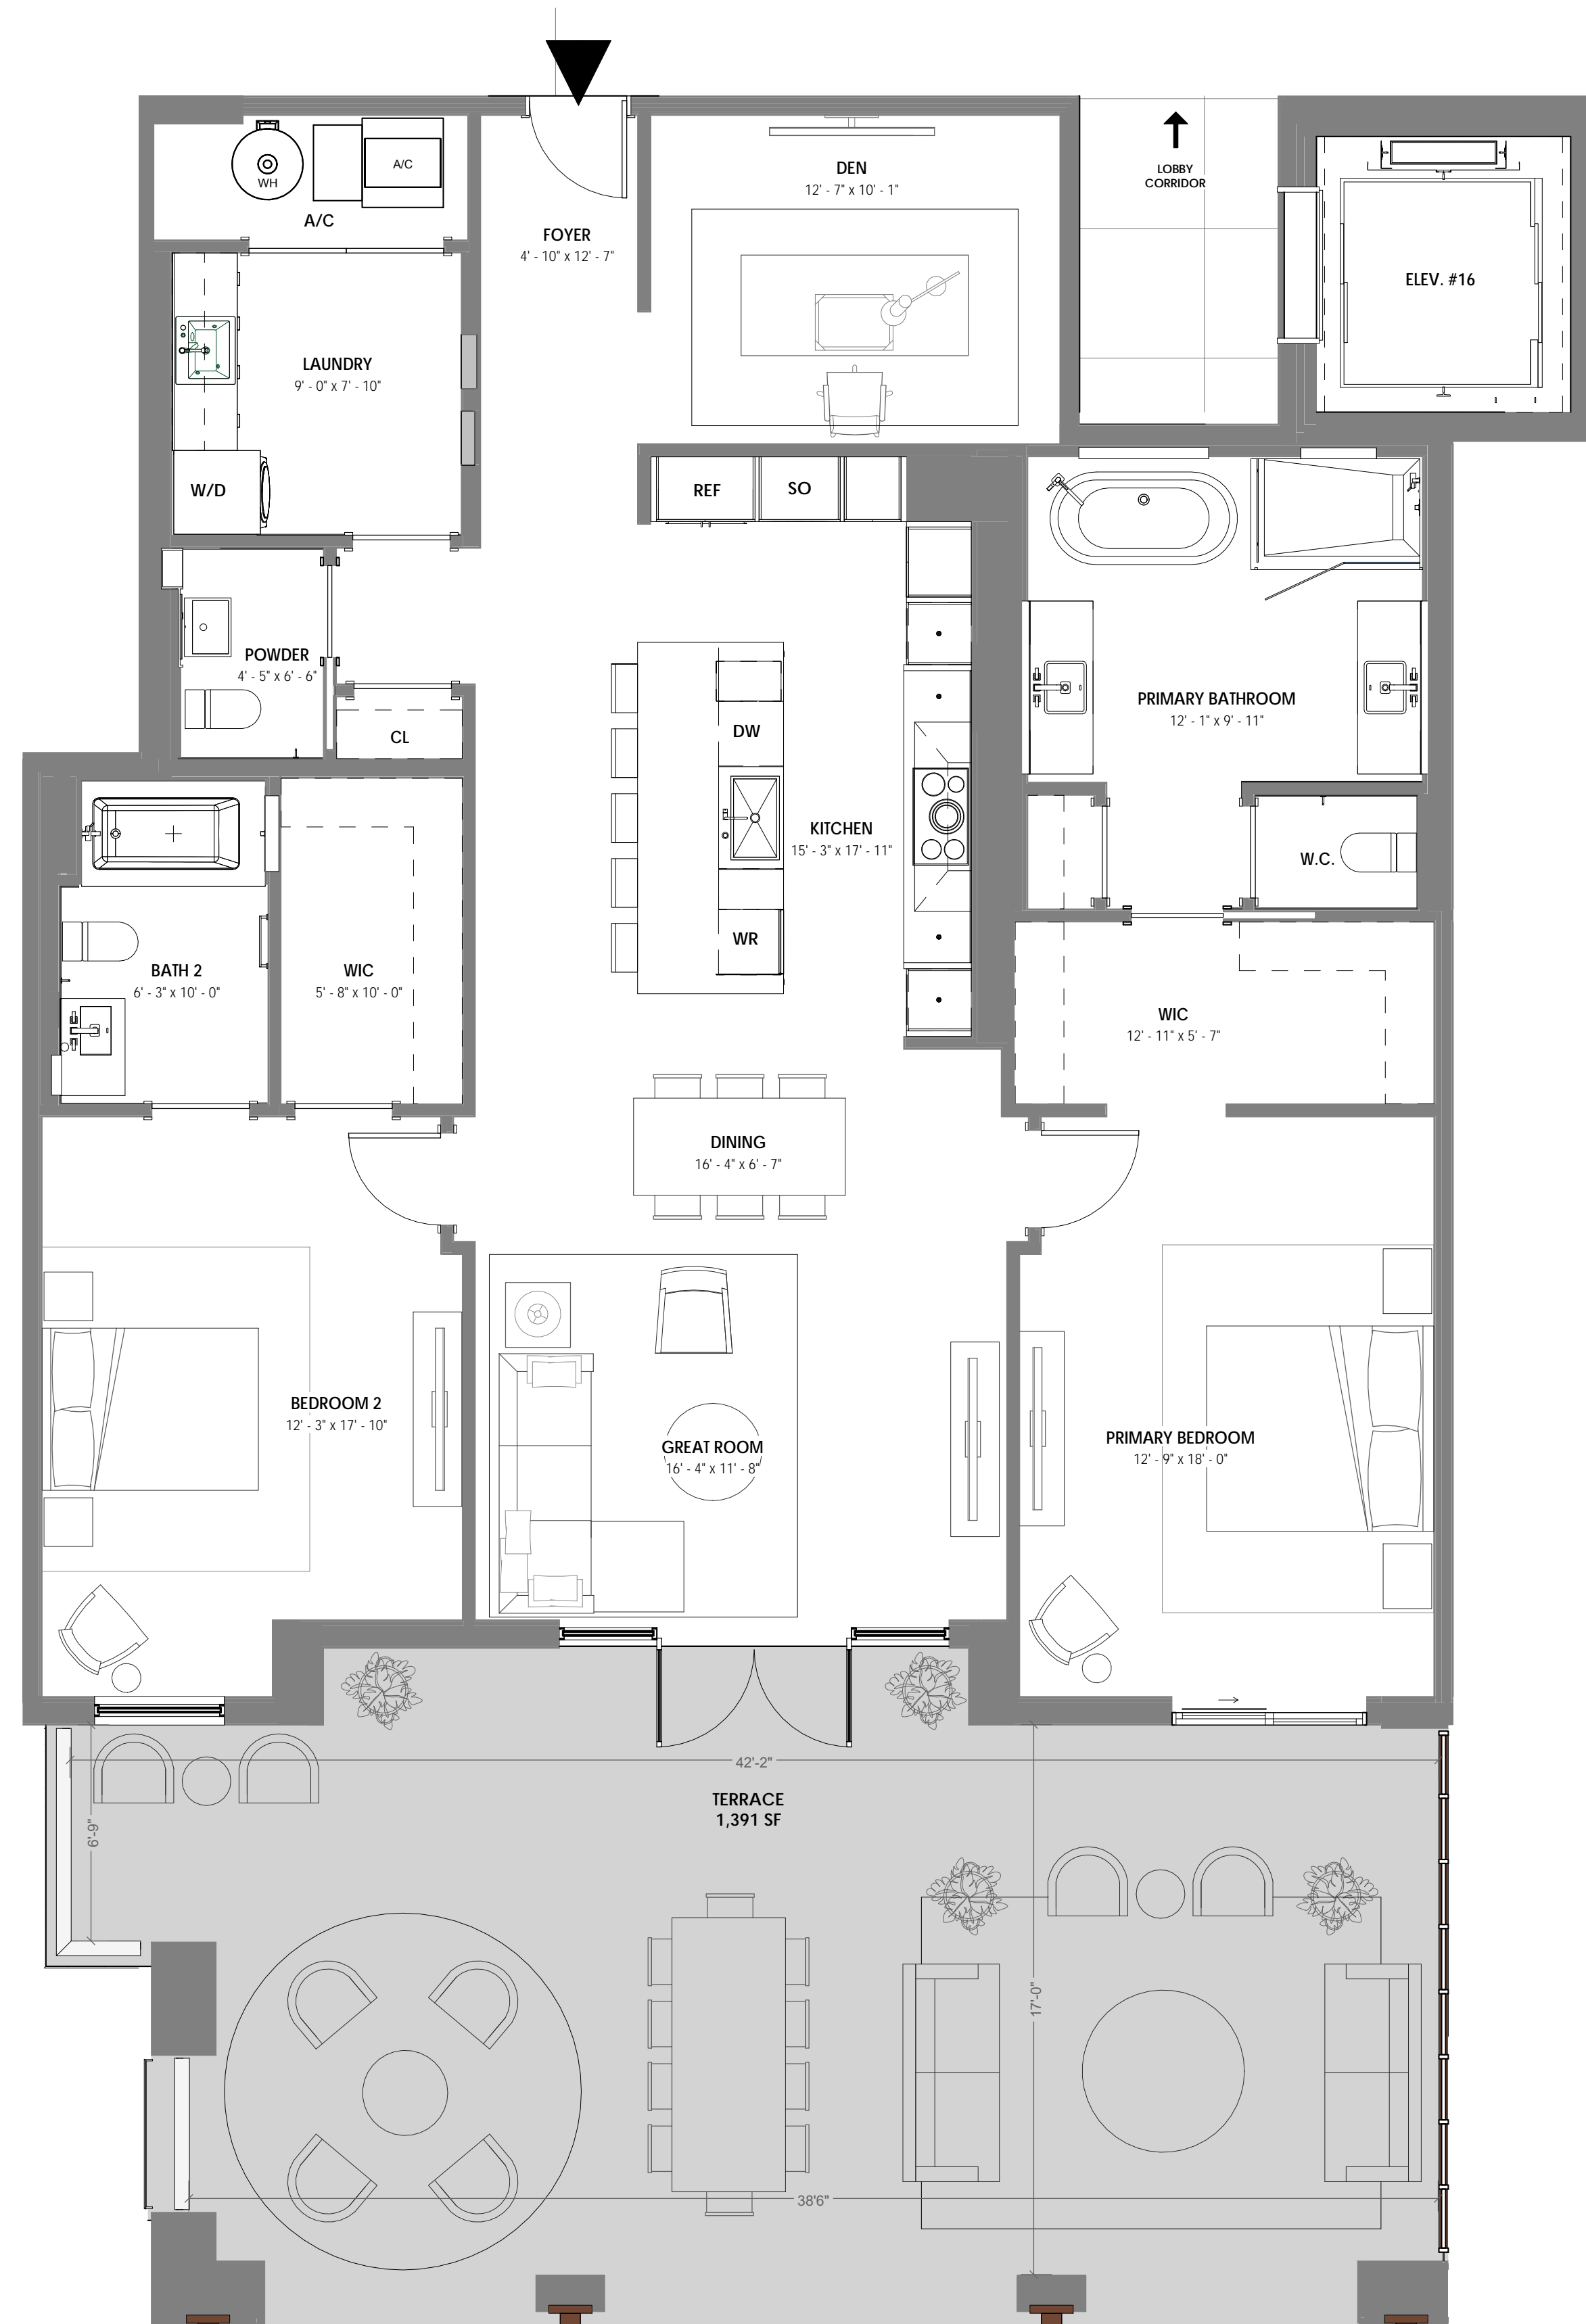 DEN
12' - 7" x 10' - 1"
LOBBY
CORRIDOR
A/C
WH
A/C
FOYER
4' - 10" x 12' - 7"
ELEV. #16
LAUNDRY
9' - 0" x 7' - 10"
W/D
REF
SO
POWDER
4' - 5" x 6' - 6"
CL
DW
PRIMARY BATHROOM
12' - 1" x 9' - 11"
KITCHEN
15' - 3" x 17' - 11"
W.C.
WR
BATH 2
6' - 3" x 10' - 0"
WIC
5' - 8" x 10' - 0"
WIC
12' - 11" x 5' - 7"
DINING
16' - 4" x 6' - 7"
BEDROOM 2
12' - 3" x 17' - 10"
GREAT ROOM
16' - 4" x 11' - 8"
PRIMARY BEDROOM
12' - 9" x 18' - 0"
42'-2"
TERRACE
1,391 SF
6'-9"
17'-0"
38'6"